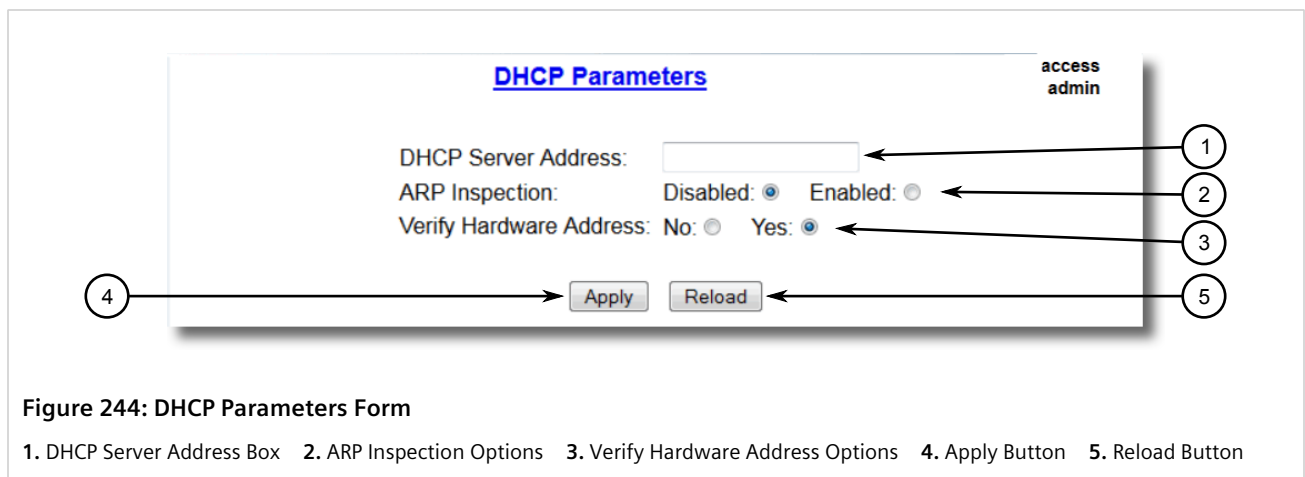 DHCP Parameters
access
admin
DHCP Server Address:
1
ARP Inspection: Disabled: Enabled:
2
Verify Hardware Address: No: Yes:
3
4
Apply Reload
5
Figure 244: DHCP Parameters Form
1. DHCP Server Address Box 2. ARP Inspection Options 3. Verify Hardware Address Options 4. Apply Button 5. Reload Button